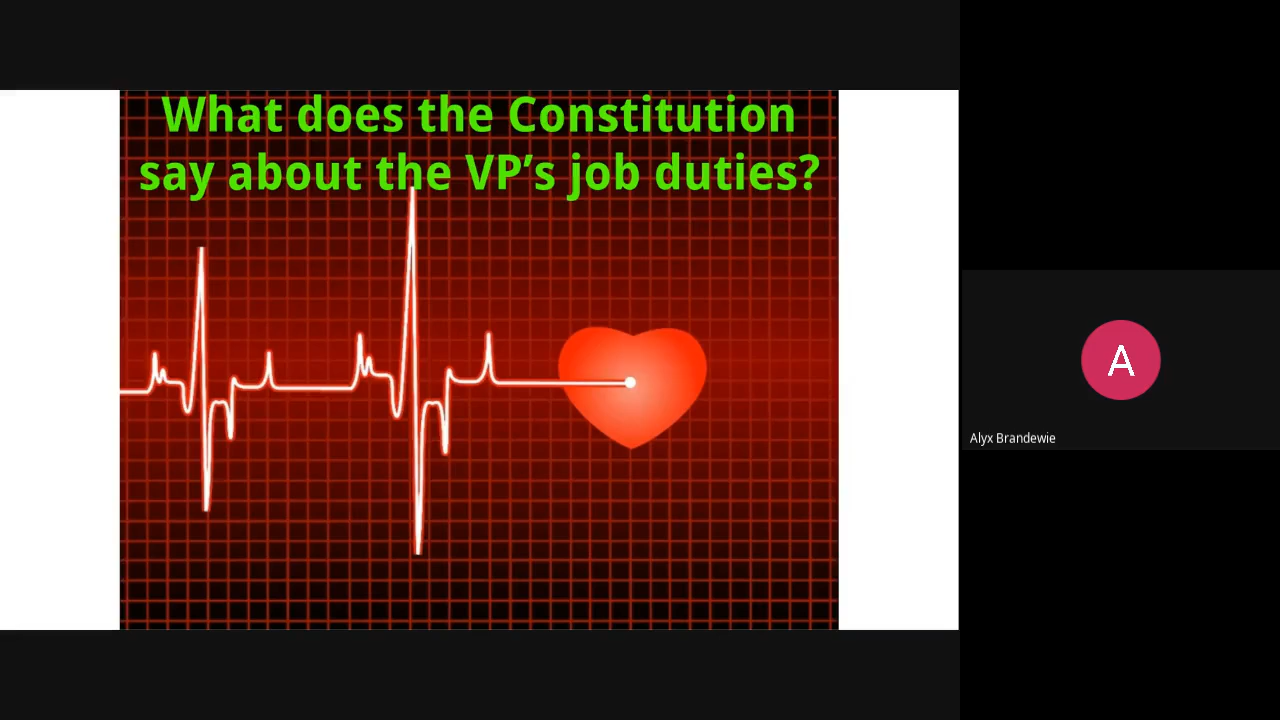 What does the Constitution
say about the VP’s job duties?
A
Alyx Brandewie